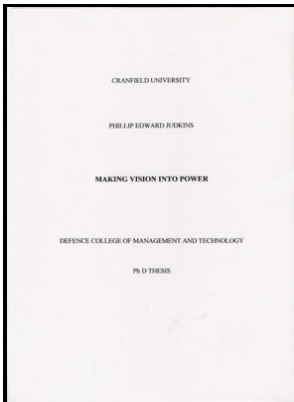 CRANFIELD UNIVERSITY
PHILLIP EDWARD JUDKINS
MAKING VISION INTO POWER
DEFENCE COLLEGE OF MANAGEMENT AND TECHNOLOGY
Ph D THESIS